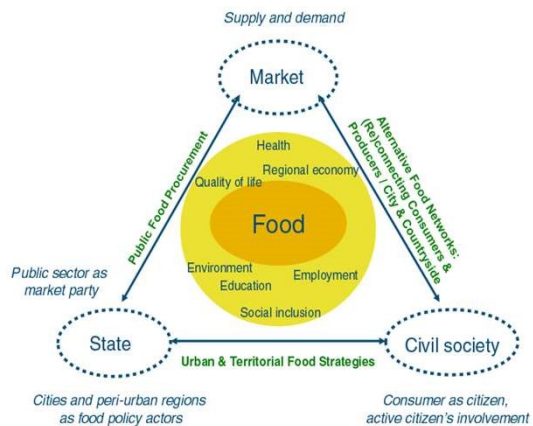 Supply and demand
Market
Public Food Procurement
Alternative Food Networks:
(Re)connecting Consumers &
Producers / City & Countryside
Health
Regional economy
Quality of life
Food
Environment
Employment
Education
Social inclusion
Public sector as
market party
State
Urban & Territorial Food Strategies
Civil society
Cities and peri-urban regions
as food policy actors
Consumer as citizen,
active citizen's involvement